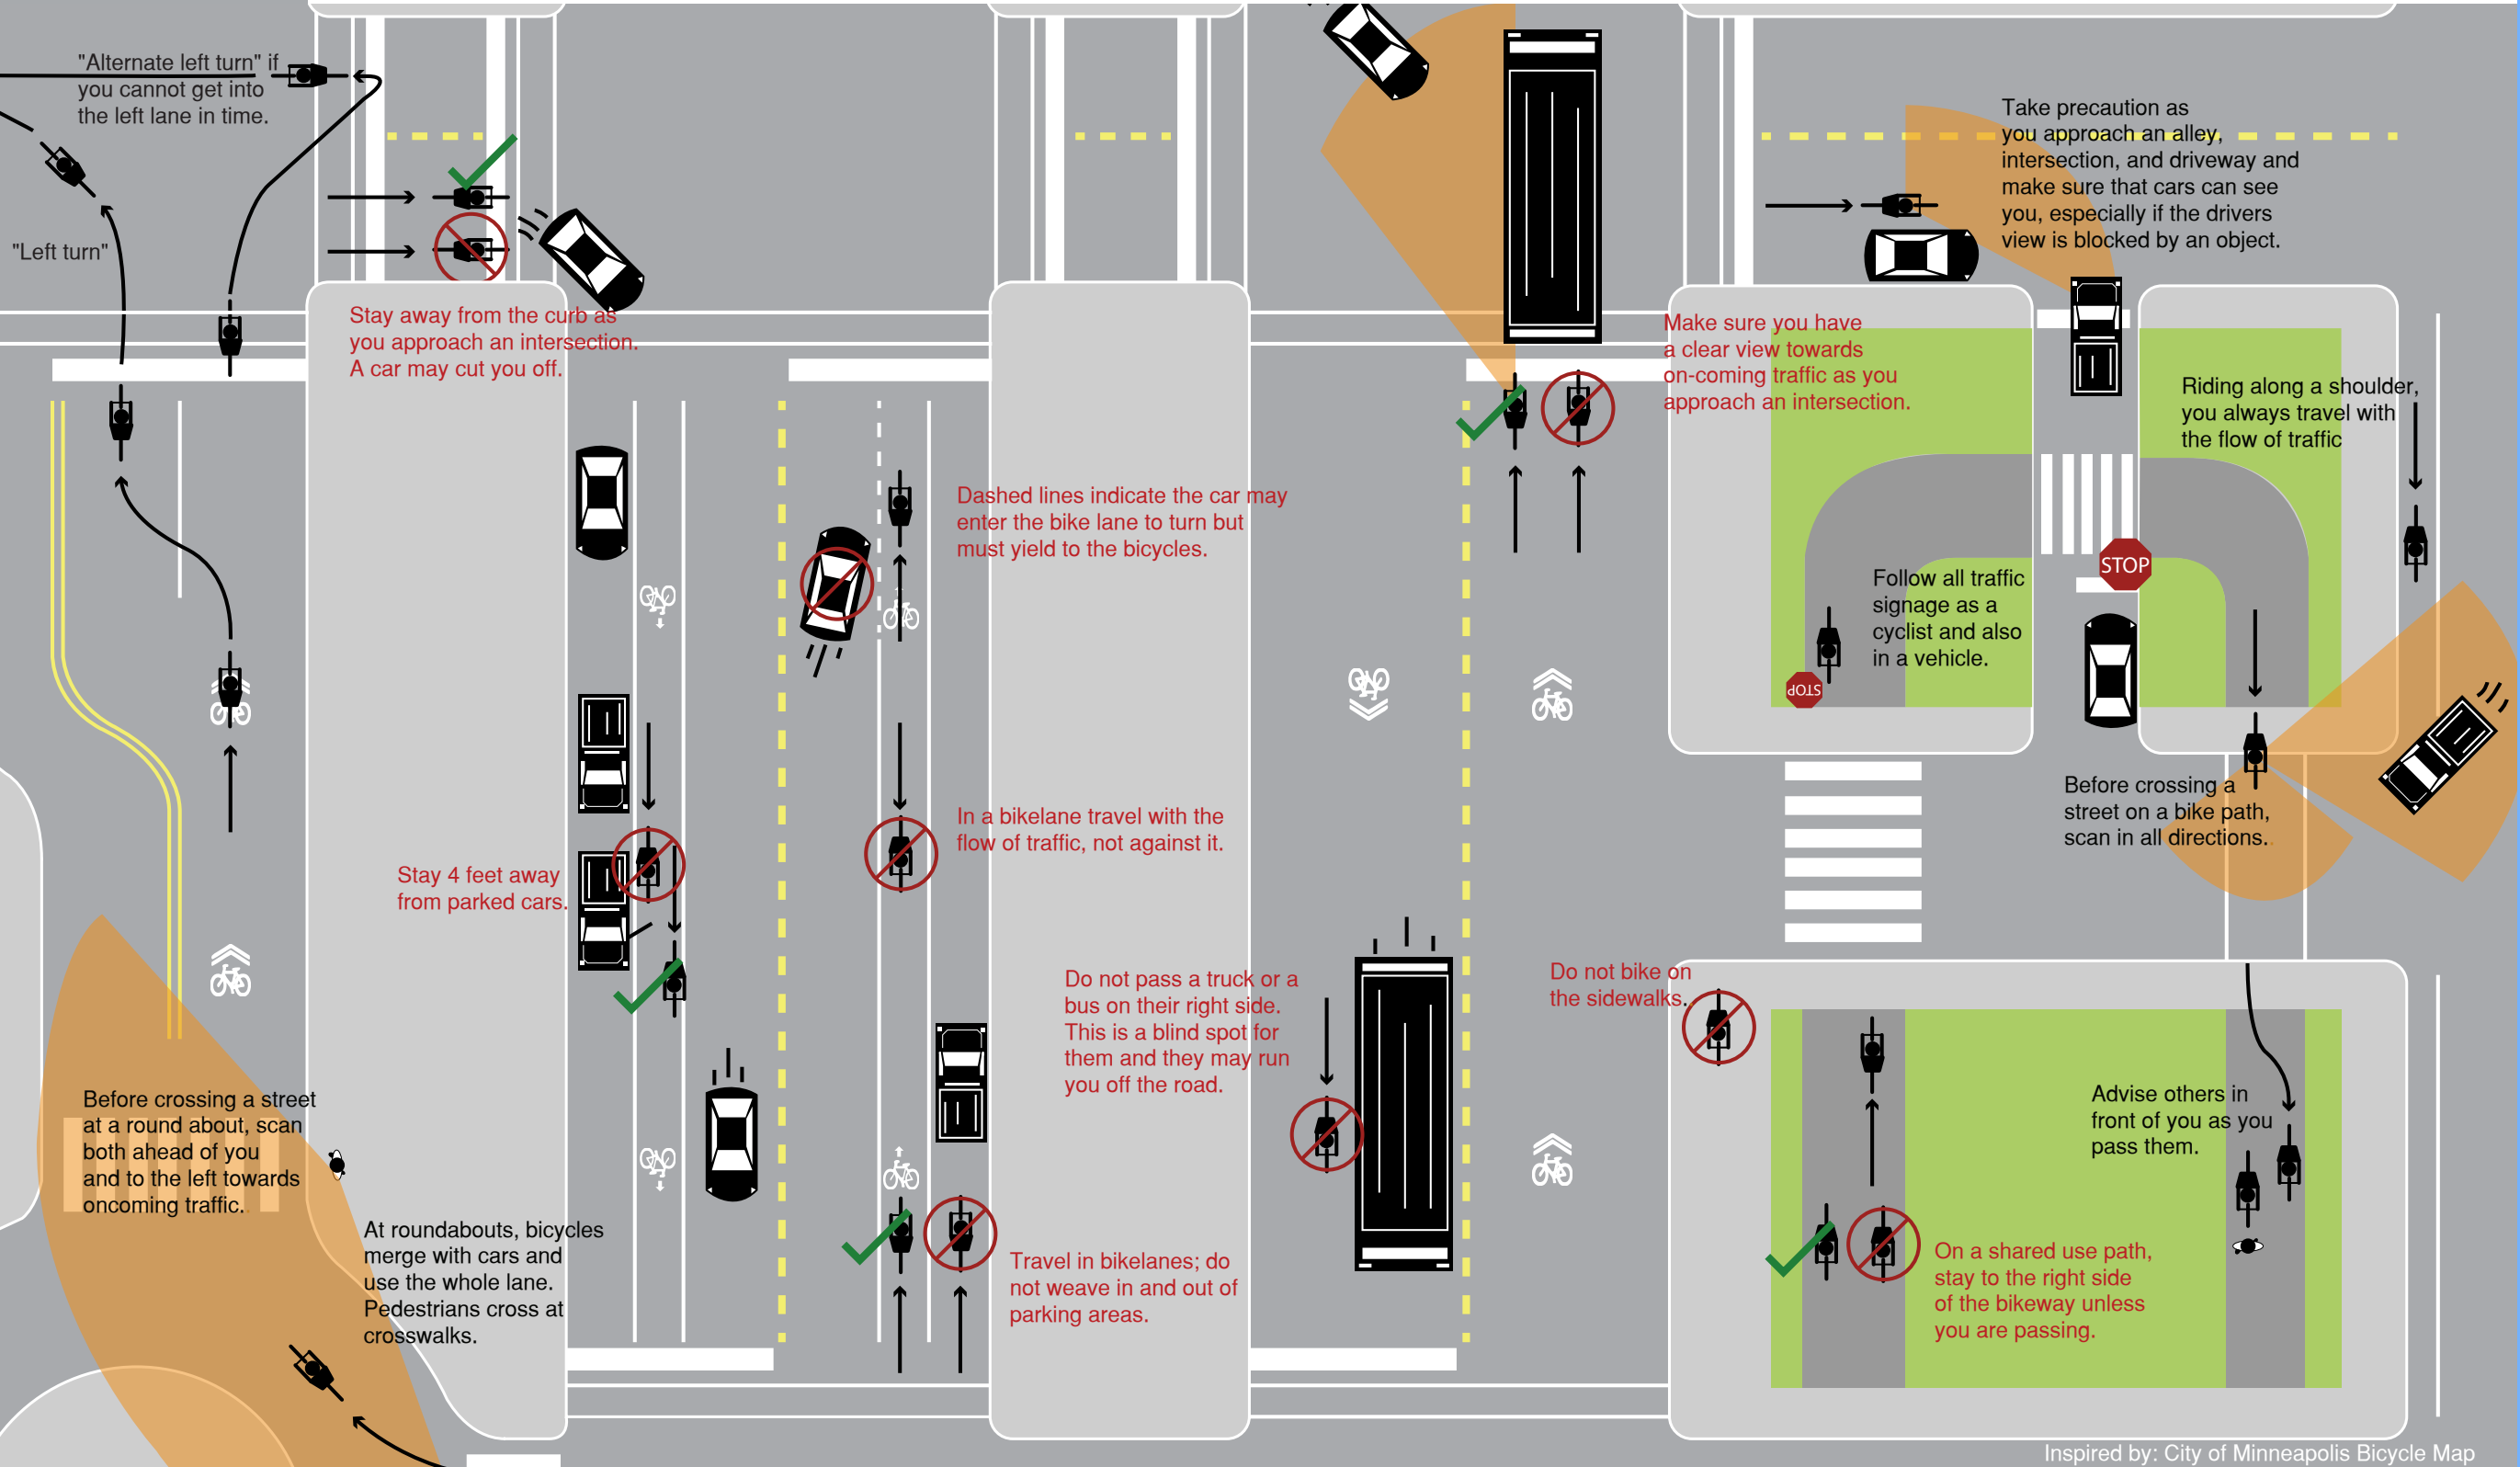 "Alternate left turn" if
you cannot get into
the left lane in time.
"Left turn"
Stay away from the curb as
you approach an intersection.
A car may cut you off.
Take precaution as
you approach an alley,
intersection, and driveway and
make sure that cars can see
you, especially if the drivers
view is blocked by an object.
Make sure you have
a clear view towards
on-coming traffic as you
approach an intersection.
Riding along a shoulder,
you always travel with
the flow of traffic
Dashed lines indicate the car may
enter the bike lane to turn but
must yield to the bicycles.
STOP
Follow all traffic
signage as a
cyclist and also
in a vehicle.
STOP
Before crossing a
street on a bike path,
scan in all directions.
In a bikelane travel with the
flow of traffic, not against it.
Stay 4 feet away
from parked cars.
Do not pass a truck or a
bus on their right side.
This is a blind spot for
them and they may run
you off the road.
Do not bike on
the sidewalks.
Before crossing a street
at a round about, scan
both ahead of you
and to the left towards
oncoming traffic.
Advise others in
front of you as you
pass them.
At roundabouts, bicycles
merge with cars and
use the whole lane.
Pedestrians cross at
crosswalks.
Travel in bikelanes; do
not weave in and out of
parking areas.
On a shared use path,
stay to the right side
of the bikeway unless
you are passing.
Inspired by: City of Minneapolis Bicycle Map